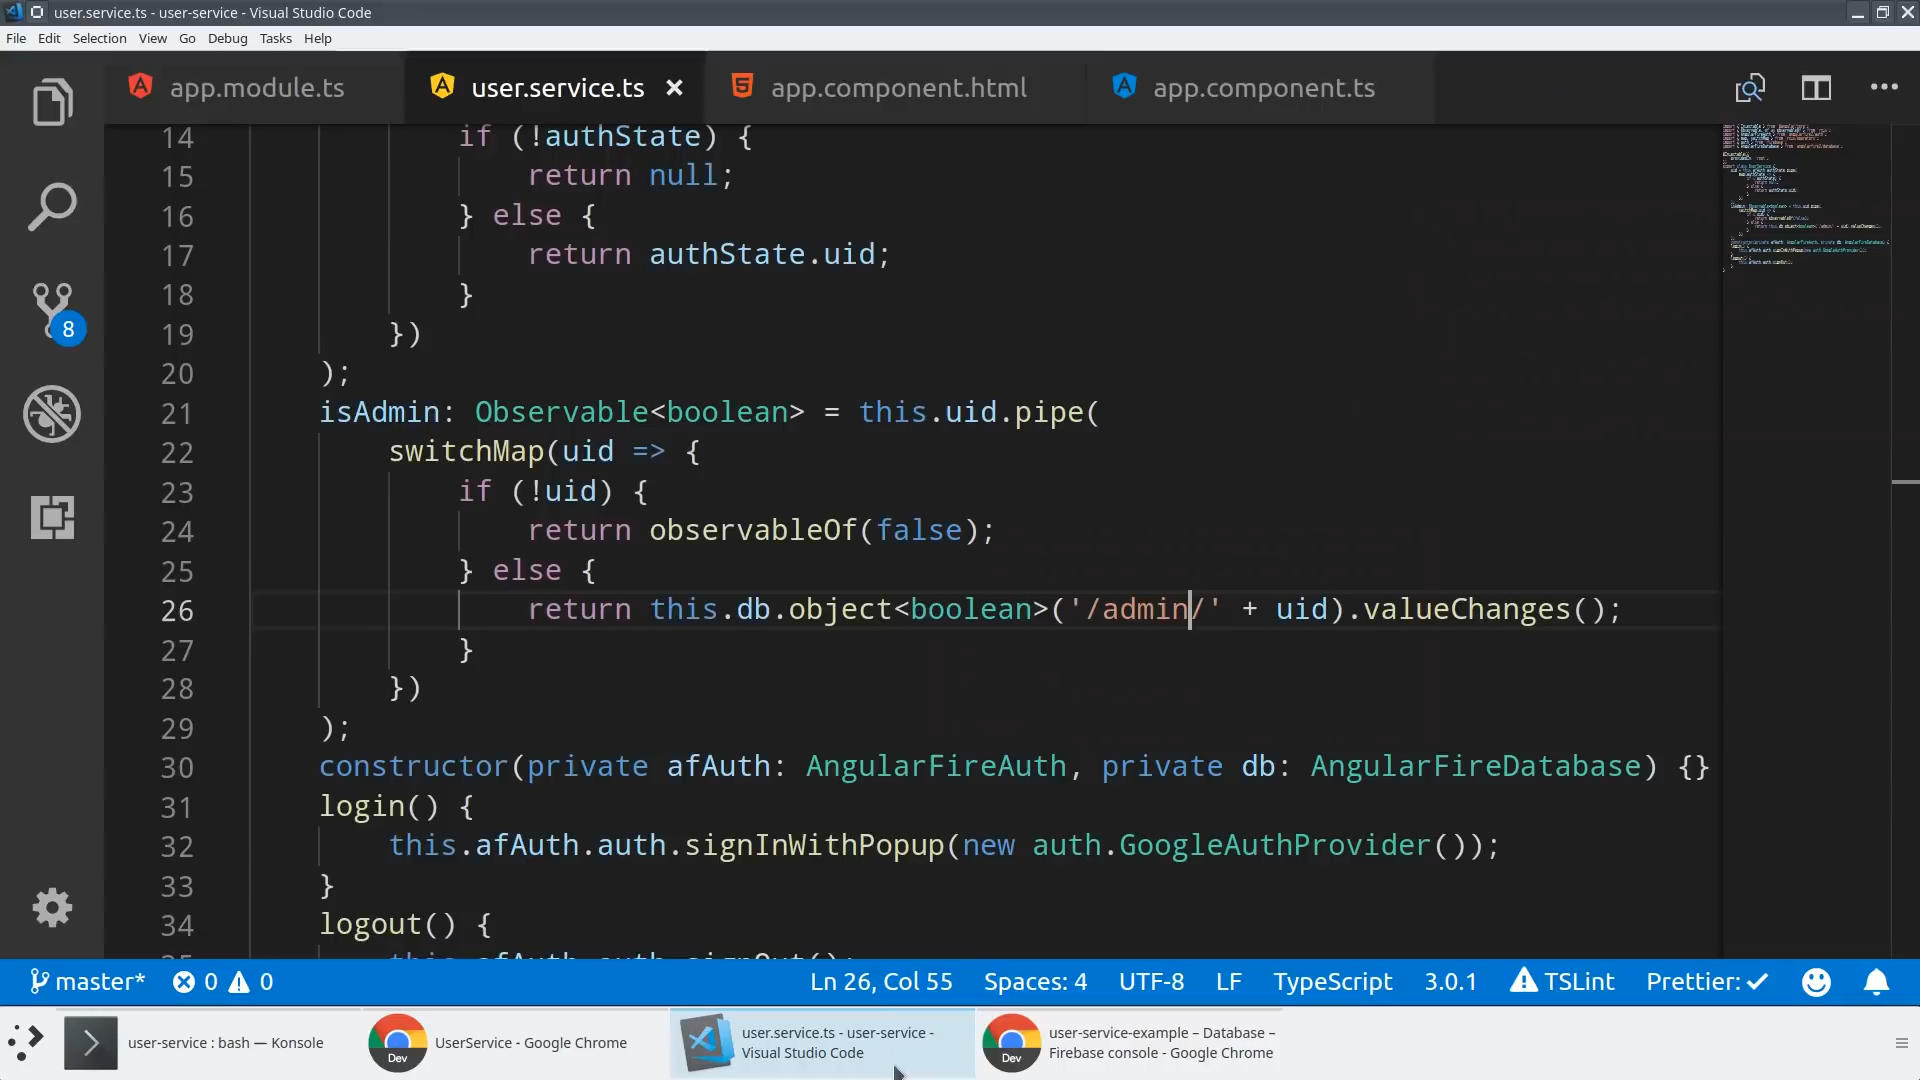 user.service.ts - user-service - Visual Studio Code
File Edit Selection View Go Debug Tasks Help
app.module.ts user.service.ts app.component.html app.component.ts
14 if (!authState) {
15 return null;
16 } else {
17 return authState.uid;
18 }
19 })
20 );
21 isAdmin: Observable<boolean> = this.uid.pipe(
22 switchMap(uid => {
23 if (!uid) {
24 return observableOf(false);
25 } else {
26 return this.db.object<boolean>('/admin/' + uid).valueChanges();
27 }
28 })
29 );
30 constructor(private afAuth: AngularFireAuth, private db: AngularFireDatabase) {}
31 login() {
32 this.afAuth.auth.signInWithPopup(new auth.GoogleAuthProvider());
33 }
34 logout() {
this.afAuth.auth.signOut();
8
master* 0 0 Ln 26, Col 55 Spaces: 4 UTF-8 LF TypeScript 3.0.1 TSLint Prettier:
user-service : bash — Konsole
Dev
UserService - Google Chrome
user.service.ts - user-service -
Visual Studio Code
Dev
user-service-example – Database –
Firebase console - Google Chrome